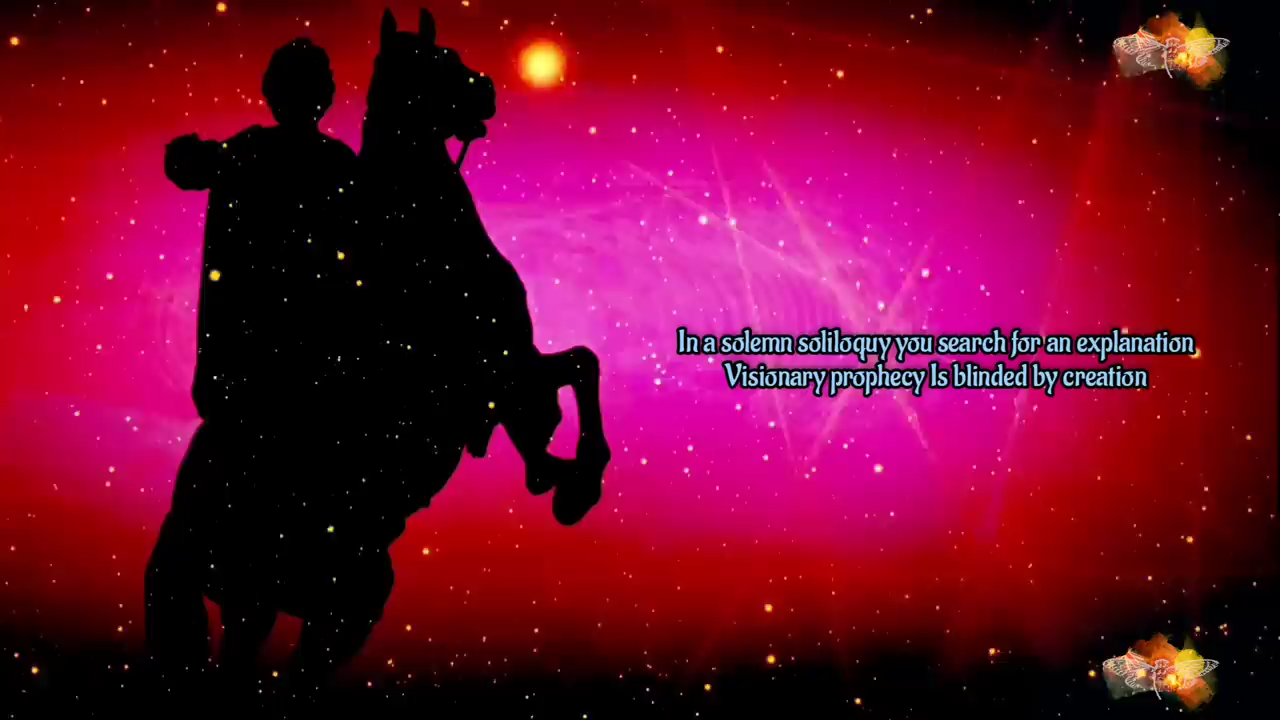 In a solemn soliloquy you search for an explanation
Visionary prophecy Is blinded by creation